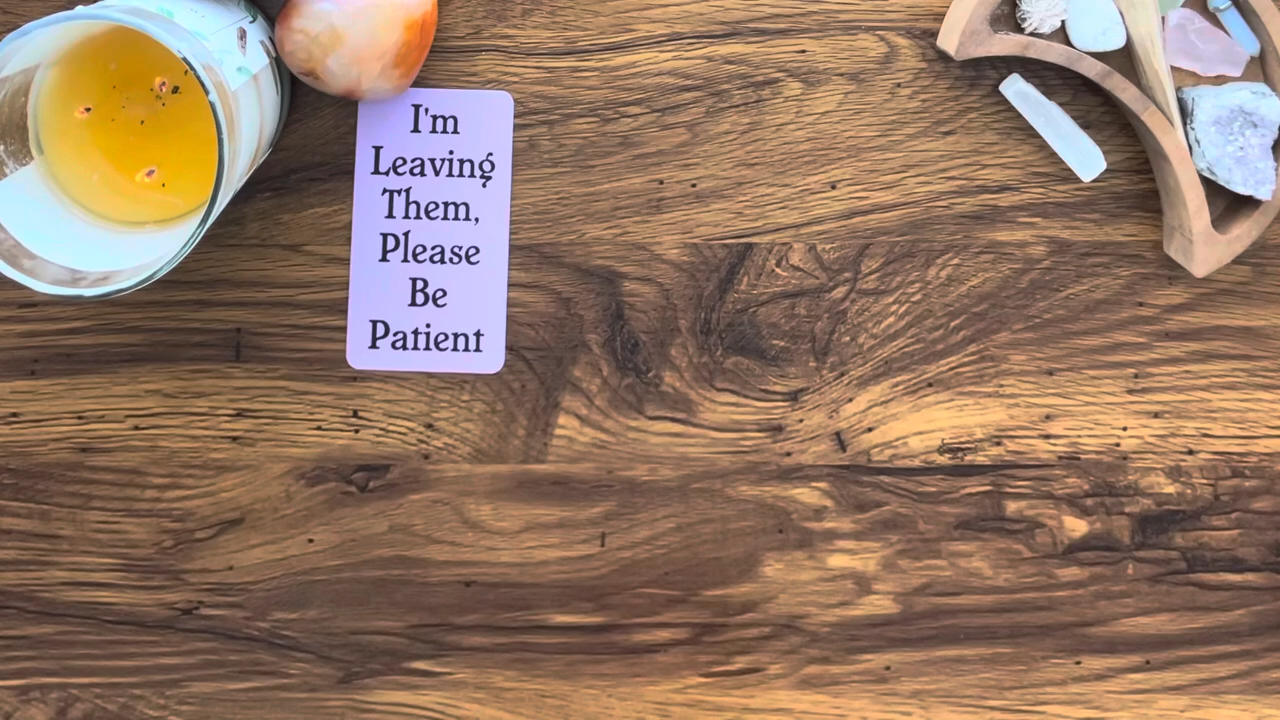 I'm
Leaving
Them,
Please
Be
Patient